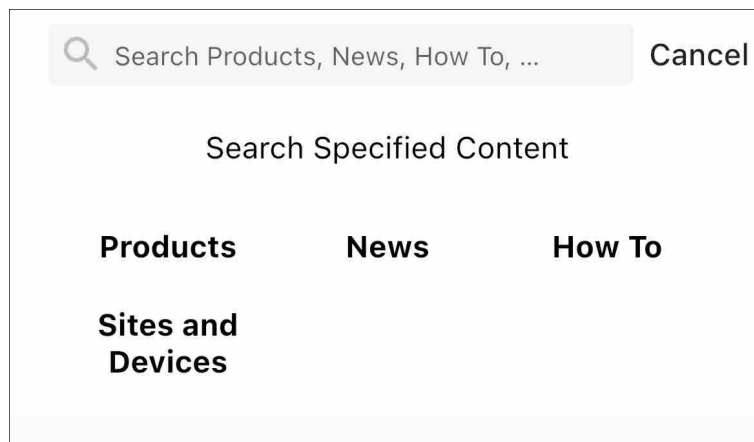 Search Products, News, How To, ... Cancel
Search Specified Content
Products News How To
Sites and
Devices